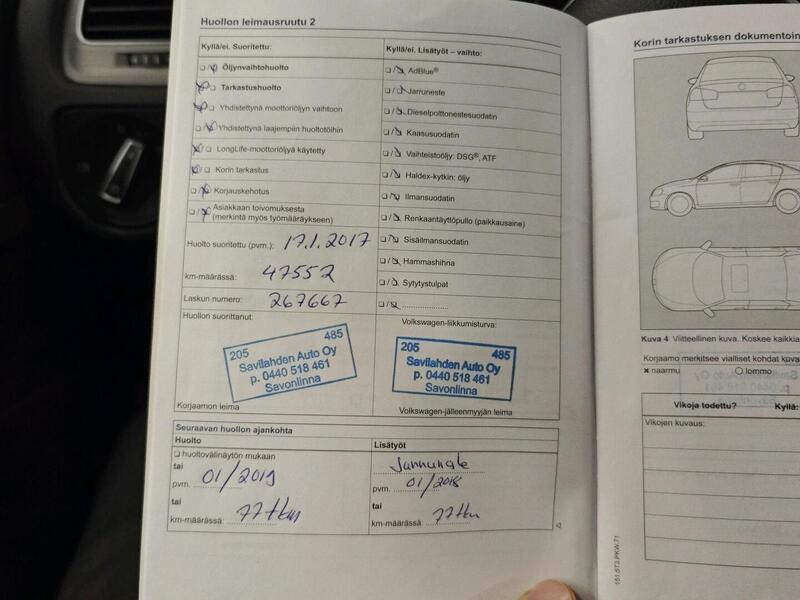 Huollon leimausruutu 2
Kyllä/ei. Suoritettu:
Öljynvaihtohuolto
Tarkastushuolto
Yhdistettynä moottoriöljyn vaihtoon
Yhdistettynä laajempiin huoltotöihin
LongLife-moottoriöljyä käytetty
Korin tarkastus
Korjauskehotus
Asiakkaan toivomuksesta
(merkintä myös työmääräykseen)
Huolto suoritettu (pvm.): 17.1.2017
km-määrässä: 47552
Laskun numero: 267667
Kyllä/ei. Lisätyöt – vaihto:
AdBlue®
Jarruneste
Dieselpolttonestesuodatin
Kaasusuodatin
Vaihteistoöljy: DSG®, ATF
Haldex-kytkin: öljy
Ilmansuodatin
Renkaantäyttöpullo (paikkausaine)
Sisäilmansuodatin
Hammashihna
Sytytystulpat
Huollon suorittanut:
205 485
Savilahden Auto Oy
p. 0440 518 461
Savonlinna
Korjaamon leima
Volkswagen-liikkumisturva:
205 485
Savilahden Auto Oy
p. 0440 518 461
Savonlinna
Volkswagen-jälleenmyyjän leima
Seuraavan huollon ajankohta
Huolto
huoltovälinäytön mukaan
tai
pvm. 01/2019
tai
km-määrässä: 77tkm
Lisätyöt
Jarruneste
pvm. 01/2018
tai
km-määrässä: 77tkm
Korin tarkastuksen dokumentoin
Kuva 4 Viitteellinen kuva. Koskee kaikkia
Korjaamo merkitsee vialliset kohdat kuva
x naarmu O lommo
Vikoja todettu? Kyllä:
Vikojen kuvaus:
161.5T3.PKW.71